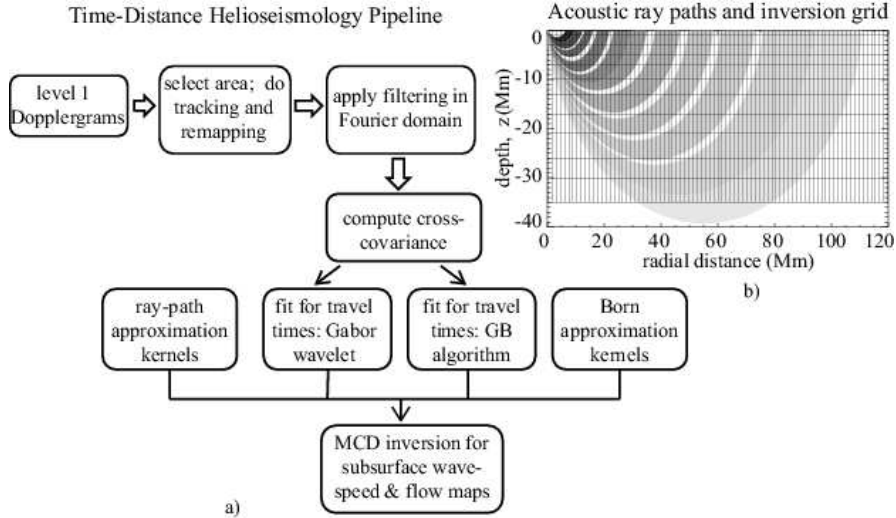 Time-Distance Helioseismology Pipeline
level 1
Dopplergrams
select area; do
tracking and
remapping
apply filtering in
Fourier domain
compute cross-
covariance
ray-path
approximation
kernels
fit for travel
times: Gabor
wavelet
fit for travel
times: GB
algorithm
Born
approximation
kernels
MCD inversion for
subsurface wave-
speed & flow maps
a)
Acoustic ray paths and inversion grid
depth, z (Mm)
0
-10
-20
-30
-40
0 20 40 60 80 100 120
radial distance (Mm)
b)